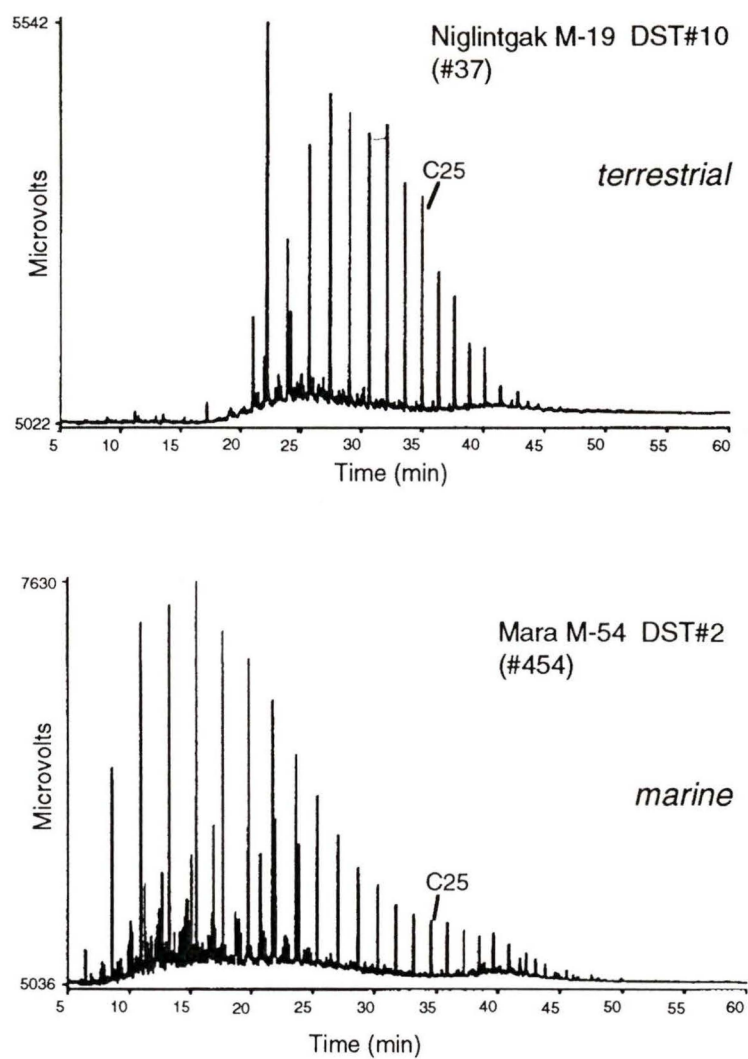 5542
Niglintgak M-19 DST#10
(#37)
terrestrial
C25
Microvolts
5022
5 10 15 20 25 30 35 40 45 50 55 60
Time (min)
7630
Mara M-54 DST#2
(#454)
marine
C25
Microvolts
5036
5 10 15 20 25 30 35 40 45 50 55 60
Time (min)